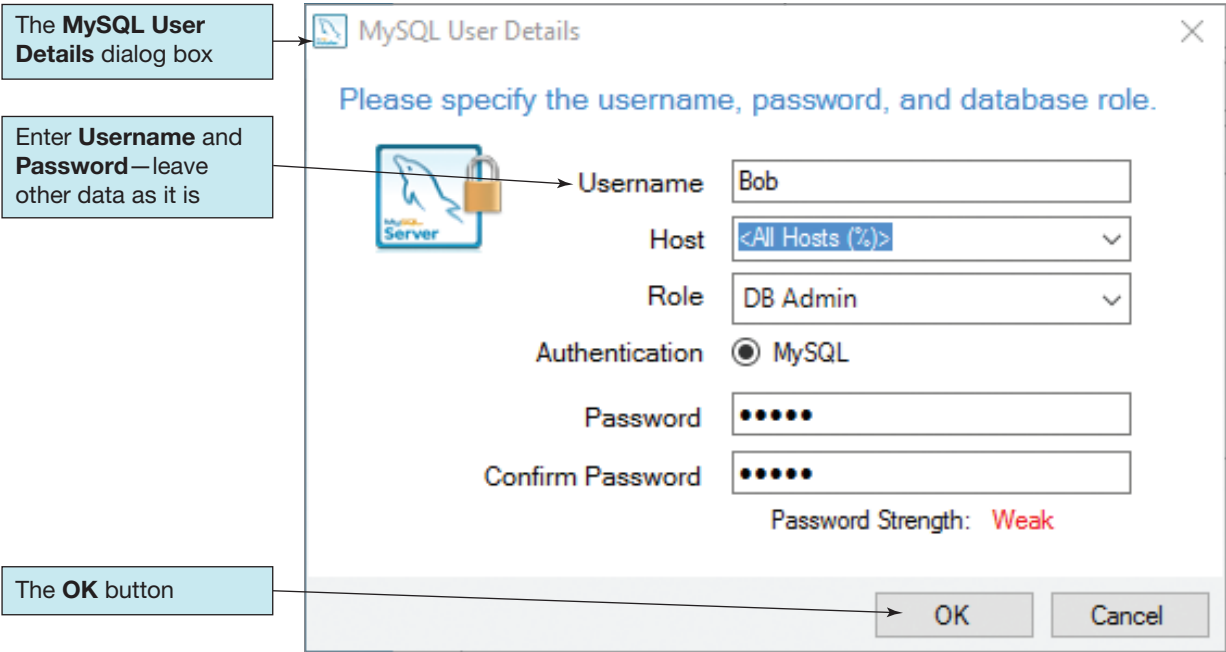 The MySQL User
Details dialog box
MySQL User Details
Please specify the username, password, and database role.
Enter Username and
Password—leave
other data as it is
MySQL
Server
Username Bob
Host <All Hosts (%)>
Role DB Admin
Authentication MySQL
Password •••••
Confirm Password •••••
Password Strength: Weak
The OK button
OK Cancel